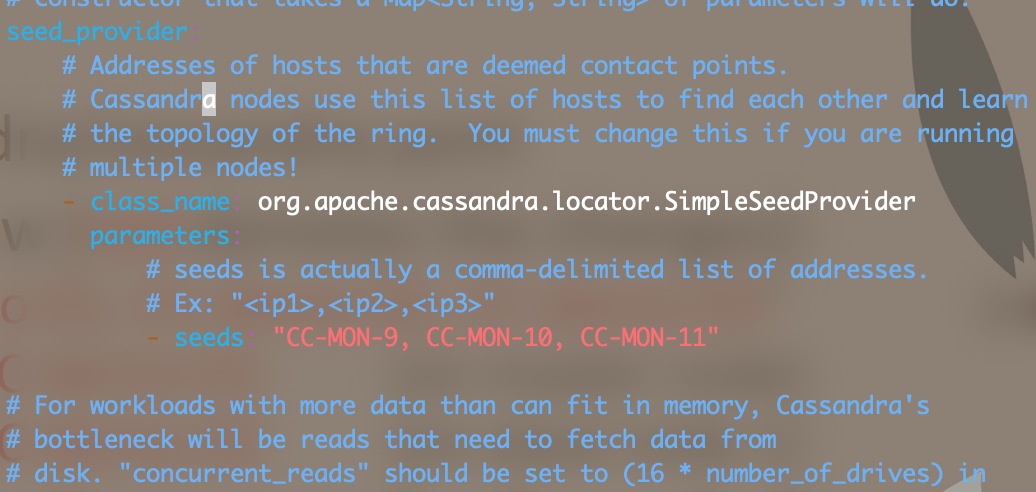 # constructor that takes a Map<String, String> of parameters will do.
seed_provider:
# Addresses of hosts that are deemed contact points.
# Cassandra nodes use this list of hosts to find each other and learn
# the topology of the ring.  You must change this if you are running
# multiple nodes!
- class_name: org.apache.cassandra.locator.SimpleSeedProvider
parameters:
# seeds is actually a comma-delimited list of addresses.
# Ex: "<ip1>,<ip2>,<ip3>"
- seeds: "CC-MON-9, CC-MON-10, CC-MON-11"
# For workloads with more data than can fit in memory, Cassandra's
# bottleneck will be reads that need to fetch data from
# disk. "concurrent_reads" should be set to (16 * number_of_drives) in